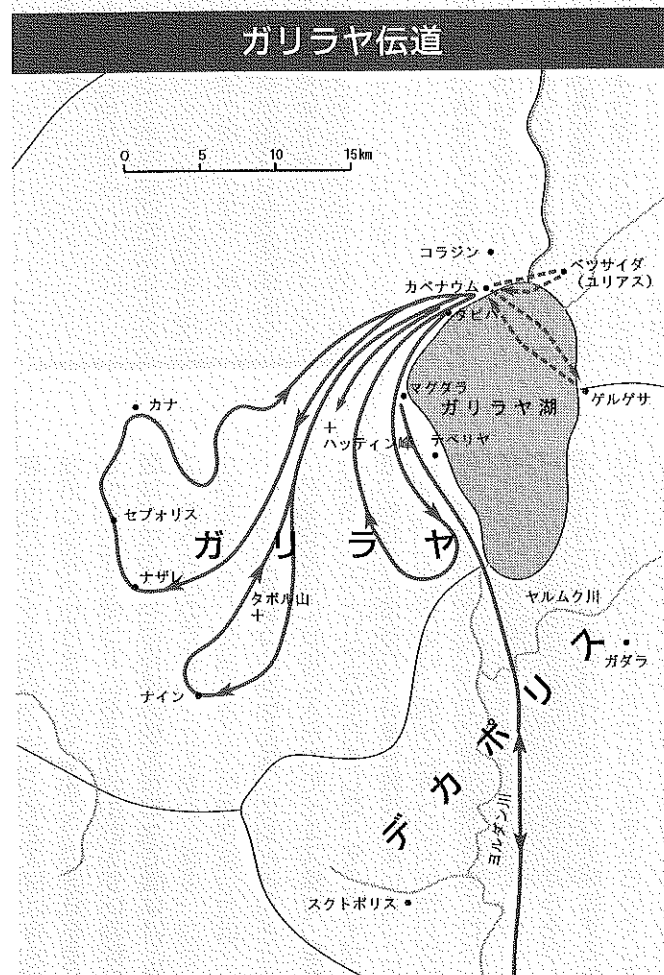 ガリラヤ伝道
0 5 10 15km
コラジン
ベツサイダ
(ユリアス)
カペナウム
タビハ
カナ
マグダラ
ガリラヤ湖
ゲルゲサ
ハッティン峰
テベリヤ
セブォリス
ガリラヤ
ナザレ
タボル山
ヤルムク川
ガダラ
ナイン
デカポリス
ヨルダン川
スクトポリス